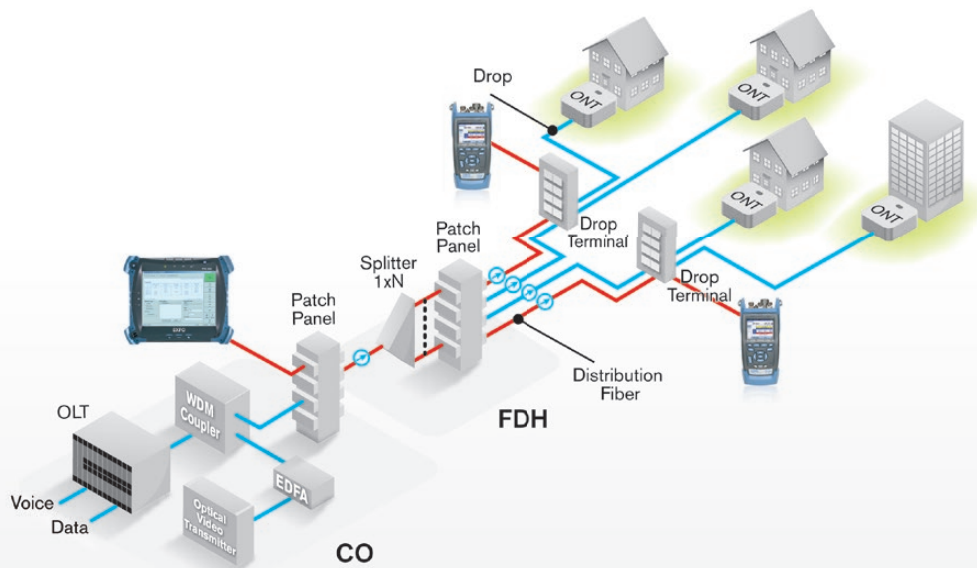 Drop
ONT
ONT
ONT
ONT
Drop
Terminal
Drop
Terminal
Patch
Panel
Splitter
1xN
Patch
Panel
EXFO
Distribution
Fiber
FDH
OLT
WDM
Coupler
EDFA
Optical
Video
Transmitter
Voice
Data
CO